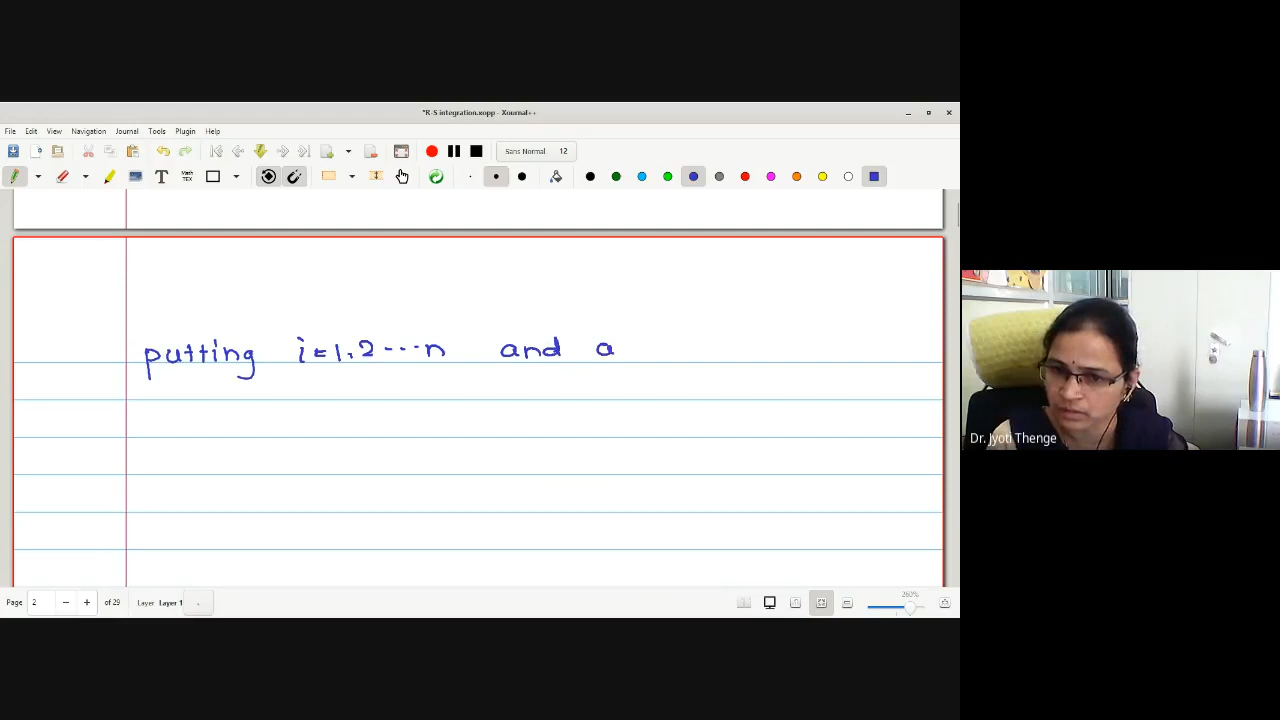 *R-S integration.xopp - Xournal++
File Edit View Navigation Journal Tools Plugin Help
Sans Normal 12
putting i=1,2---n and a
Dr. Jyoti Thenge
Page 2 of 29 Layer Layer 1
260%